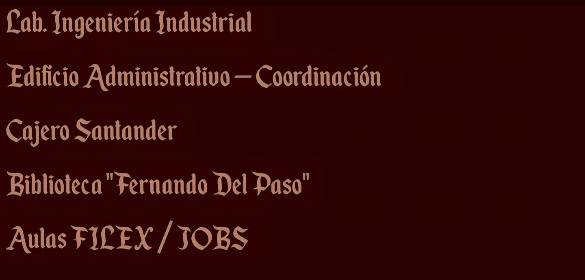 Lab. Ingeniería Industrial
Edificio Administrativo – Coordinación
Cajero Santander
Biblioteca "Fernando Del Paso"
Aulas FILEX / JOBS